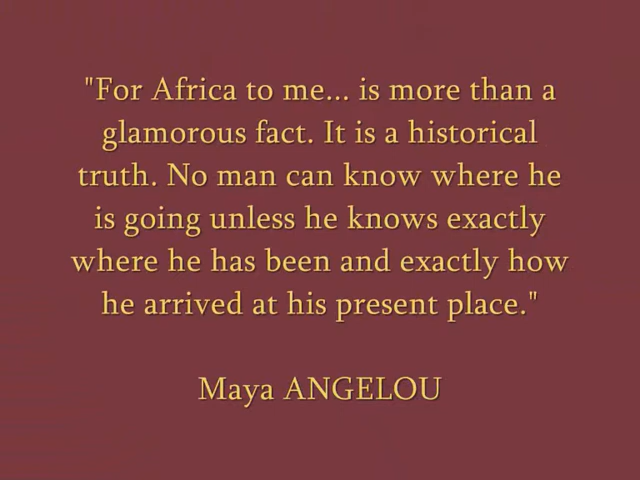 "For Africa to me... is more than a
glamorous fact. It is a historical
truth. No man can know where he
is going unless he knows exactly
where he has been and exactly how
he arrived at his present place."
Maya ANGELOU